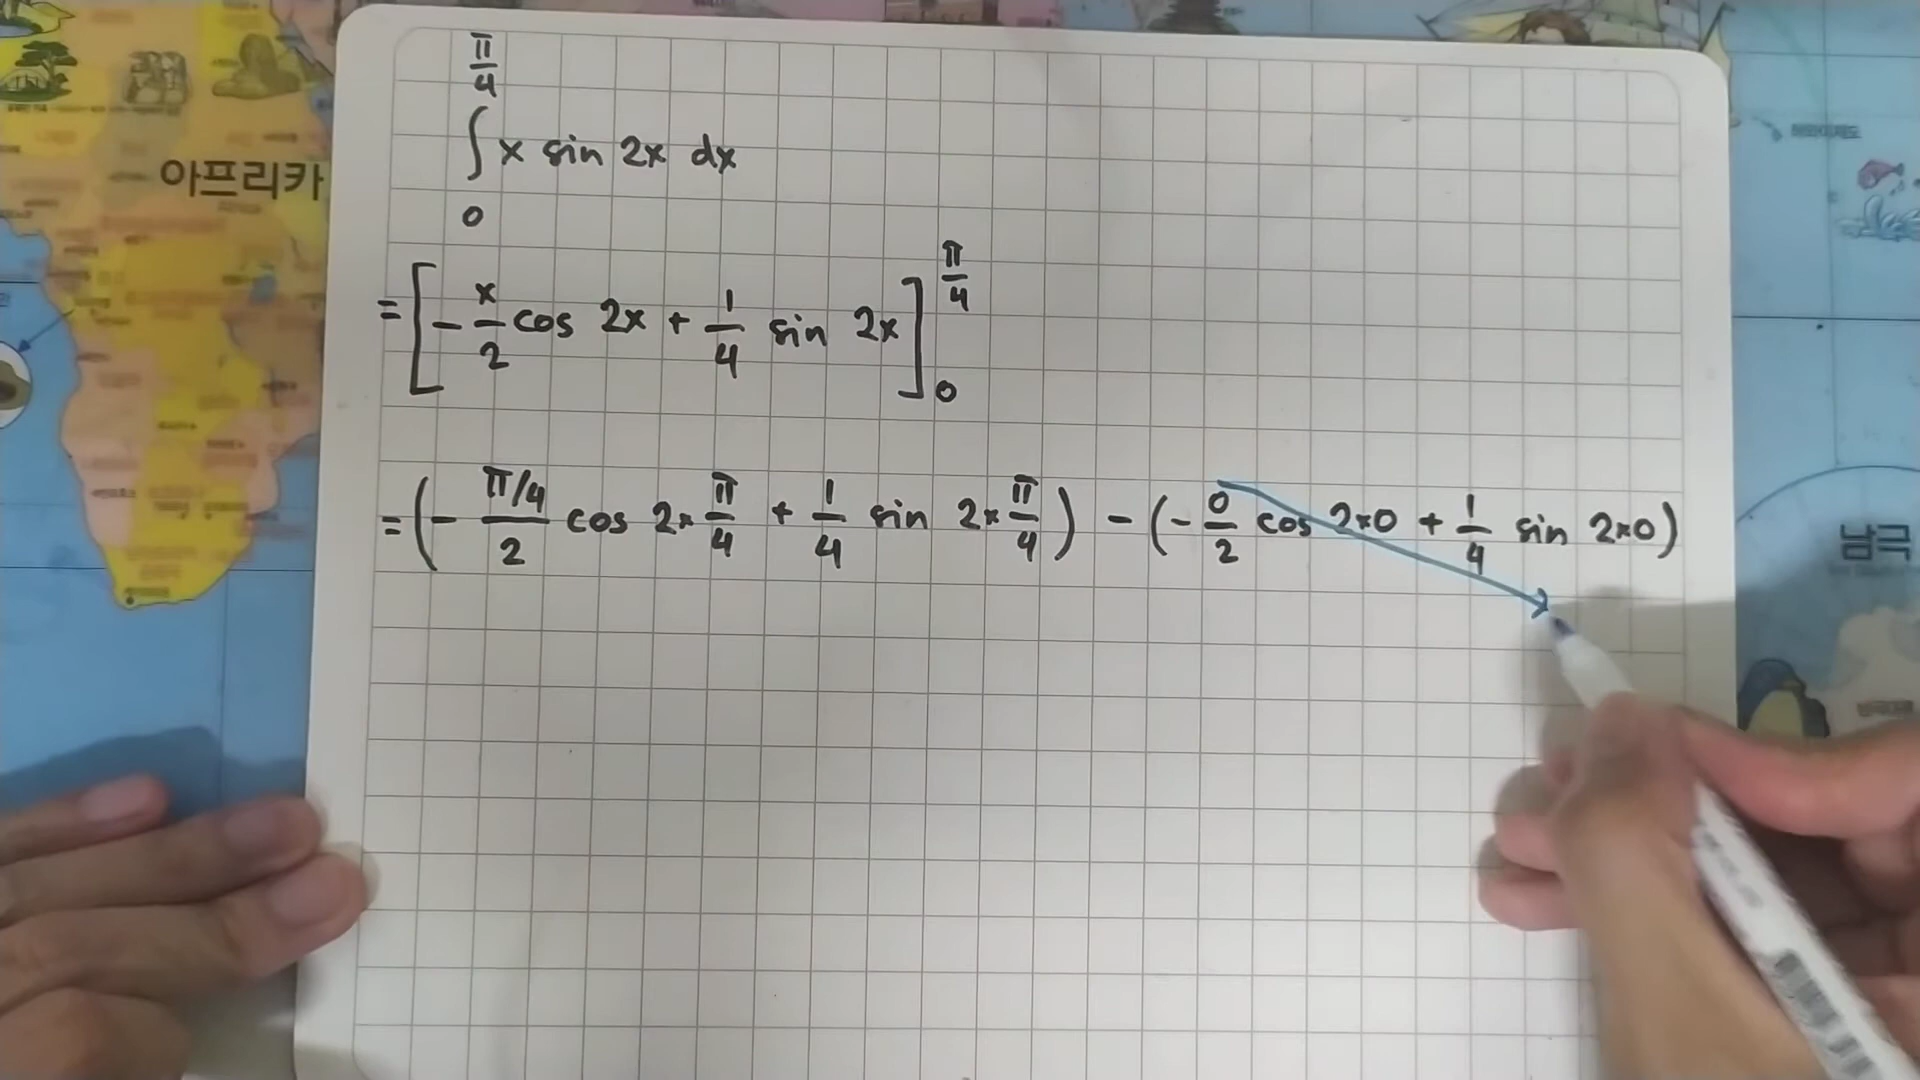 π/4
∫ x sin 2x dx
0
= [ - x/2 cos 2x + 1/4 sin 2x ] π/4 0
= ( - π/4 / 2 cos 2×π/4 + 1/4 sin 2×π/4 ) - ( - 0/2 cos 2×0 + 1/4 sin 2×0 )
아프리카
남극